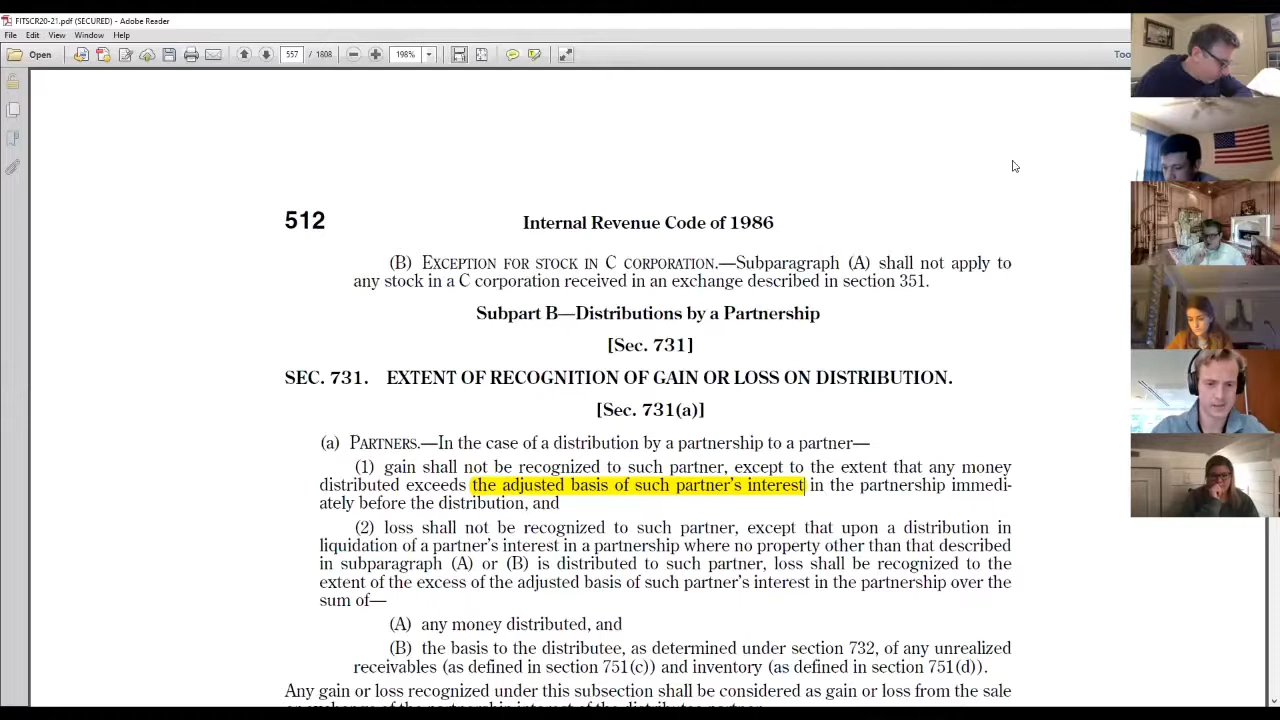 FITSCR20-21.pdf (SECURED) - Adobe Reader
File Edit View Window Help
Open 557 / 1808 198% Too
512 Internal Revenue Code of 1986
(B) EXCEPTION FOR STOCK IN C CORPORATION.—Subparagraph (A) shall not apply to
any stock in a C corporation received in an exchange described in section 351.
Subpart B—Distributions by a Partnership
[Sec. 731]
SEC. 731. EXTENT OF RECOGNITION OF GAIN OR LOSS ON DISTRIBUTION.
[Sec. 731(a)]
(a) PARTNERS.—In the case of a distribution by a partnership to a partner—
(1) gain shall not be recognized to such partner, except to the extent that any money
distributed exceeds the adjusted basis of such partner's interest in the partnership immedi-
ately before the distribution, and
(2) loss shall not be recognized to such partner, except that upon a distribution in
liquidation of a partner's interest in a partnership where no property other than that described
in subparagraph (A) or (B) is distributed to such partner, loss shall be recognized to the
extent of the excess of the adjusted basis of such partner's interest in the partnership over the
sum of—
(A) any money distributed, and
(B) the basis to the distributee, as determined under section 732, of any unrealized
receivables (as defined in section 751(c)) and inventory (as defined in section 751(d)).
Any gain or loss recognized under this subsection shall be considered as gain or loss from the sale